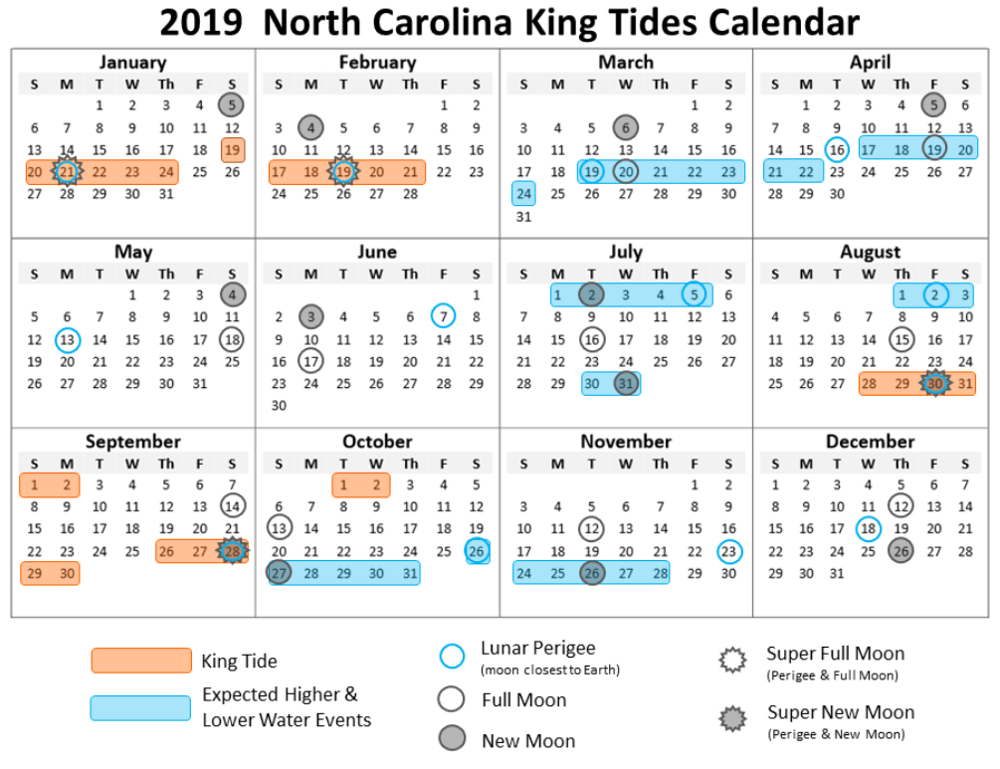 2019 North Carolina King Tides Calendar
January
S M T W Th F S
1 2 3 4 5
6 7 8 9 10 11 12
13 14 15 16 17 18 19
20 21 22 23 24 25 26
27 28 29 30 31
February
S M T W Th F S
1 2
3 4 5 6 7 8 9
10 11 12 13 14 15 16
17 18 19 20 21 22 23
24 25 26 27 28
March
S M T W Th F S
1 2
3 4 5 6 7 8 9
10 11 12 13 14 15 16
17 18 19 20 21 22 23
24 25 26 27 28 29 30
31
April
S M T W Th F S
1 2 3 4 5 6
7 8 9 10 11 12 13
14 15 16 17 18 19 20
21 22 23 24 25 26 27
28 29 30
May
S M T W Th F S
1 2 3 4
5 6 7 8 9 10 11
12 13 14 15 16 17 18
19 20 21 22 23 24 25
26 27 28 29 30 31
June
S M T W Th F S
1
2 3 4 5 6 7 8
9 10 11 12 13 14 15
16 17 18 19 20 21 22
23 24 25 26 27 28 29
30
July
S M T W Th F S
1 2 3 4 5 6
7 8 9 10 11 12 13
14 15 16 17 18 19 20
21 22 23 24 25 26 27
28 29 30 31
August
S M T W Th F S
1 2 3
4 5 6 7 8 9 10
11 12 13 14 15 16 17
18 19 20 21 22 23 24
25 26 27 28 29 30 31
September
S M T W Th F S
1 2 3 4 5 6 7
8 9 10 11 12 13 14
15 16 17 18 19 20 21
22 23 24 25 26 27 28
29 30
October
S M T W Th F S
1 2 3 4 5
6 7 8 9 10 11 12
13 14 15 16 17 18 19
20 21 22 23 24 25 26
27 28 29 30 31
November
S M T W Th F S
1 2
3 4 5 6 7 8 9
10 11 12 13 14 15 16
17 18 19 20 21 22 23
24 25 26 27 28 29 30
December
S M T W Th F S
1 2 3 4 5 6 7
8 9 10 11 12 13 14
15 16 17 18 19 20 21
22 23 24 25 26 27 28
29 30 31
King Tide
Expected Higher &
Lower Water Events
Lunar Perigee
(moon closest to Earth)
Full Moon
New Moon
Super Full Moon
(Perigee & Full Moon)
Super New Moon
(Perigee & New Moon)